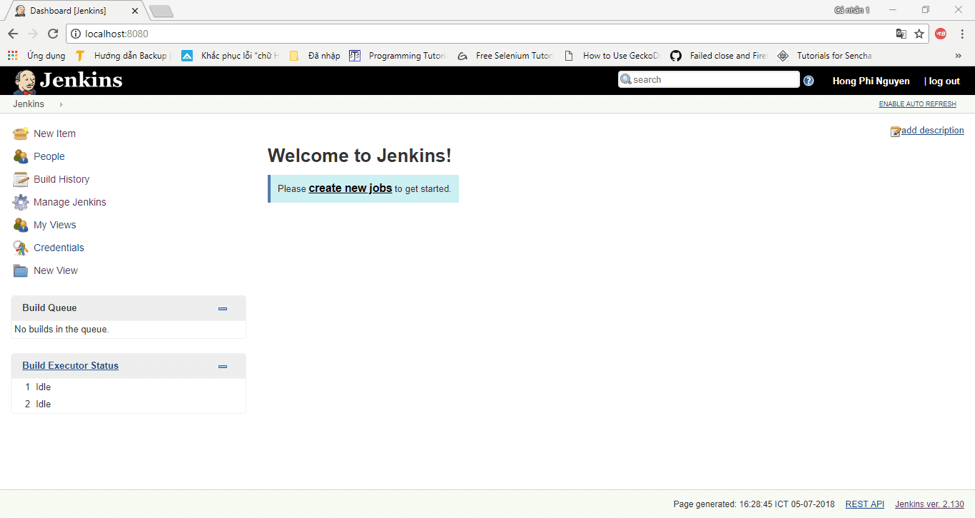 Dashboard [Jenkins]
Cá nhân 1
localhost:8080
Ứng dụng
Hướng dẫn Backup
Khắc phục lỗi "chữ H
Đã nhập
Programming Tutori
Free Selenium Tutori
How to Use GeckoD
Failed close and Fire
Tutorials for Sencha
»
Jenkins
search
Hong Phi Nguyen
| log out
Jenkins
ENABLE AUTO REFRESH
New Item
People
Build History
Manage Jenkins
My Views
Credentials
New View
add description
Welcome to Jenkins!
Please create new jobs to get started.
Build Queue
No builds in the queue.
Build Executor Status
1 Idle
2 Idle
Page generated: 16:28:45 ICT 05-07-2018
REST API
Jenkins ver. 2.130